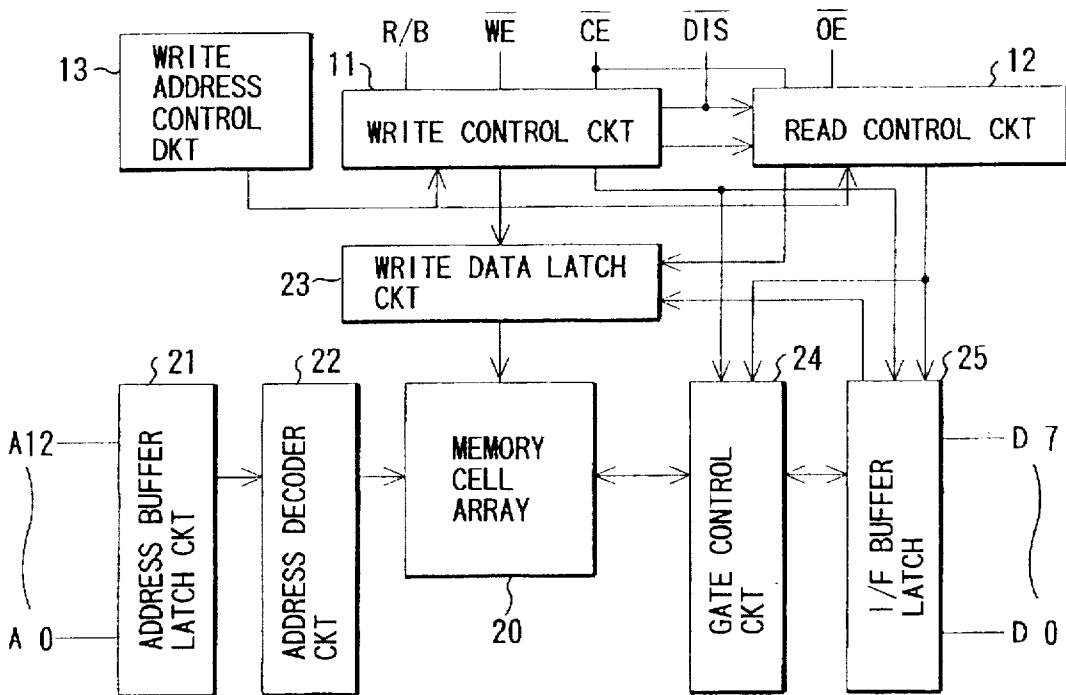 R/B WE CE DIS OE
13 WRITE
ADDRESS
CONTROL
DKT
11
WRITE CONTROL CKT
12
READ CONTROL CKT
23 WRITE DATA LATCH
CKT
21
ADDRESS BUFFER
LATCH CKT
22
ADDRESS DECODER
CKT
MEMORY
CELL
ARRAY
20
24
GATE CONTROL
CKT
25
I/F BUFFER
LATCH
A12
A 0
D 7
D 0